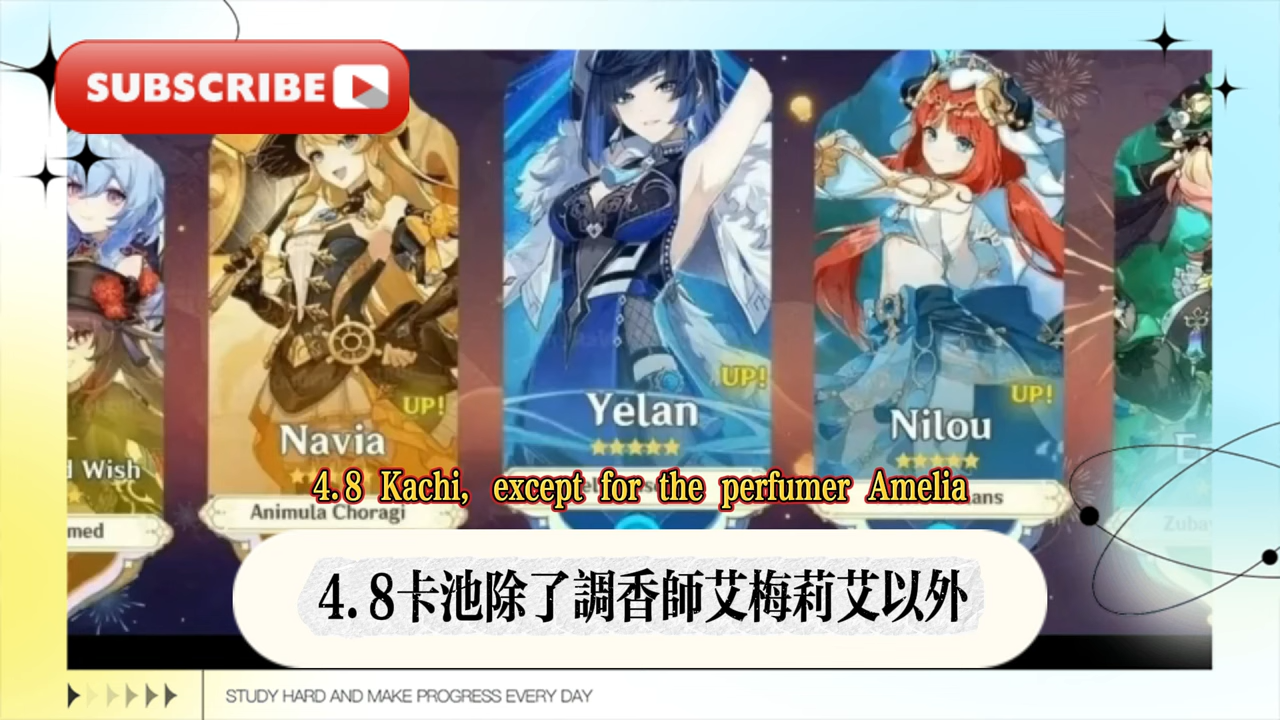 SUBSCRIBE
UP!
UP!
UP!
Navia
Yelan
Nilou
Wish
med
Animula Choragi
ans
4.8 Kachi, except for the perfumer Amelia
4.8卡池除了調香師艾梅莉艾以外
STUDY HARD AND MAKE PROGRESS EVERY DAY